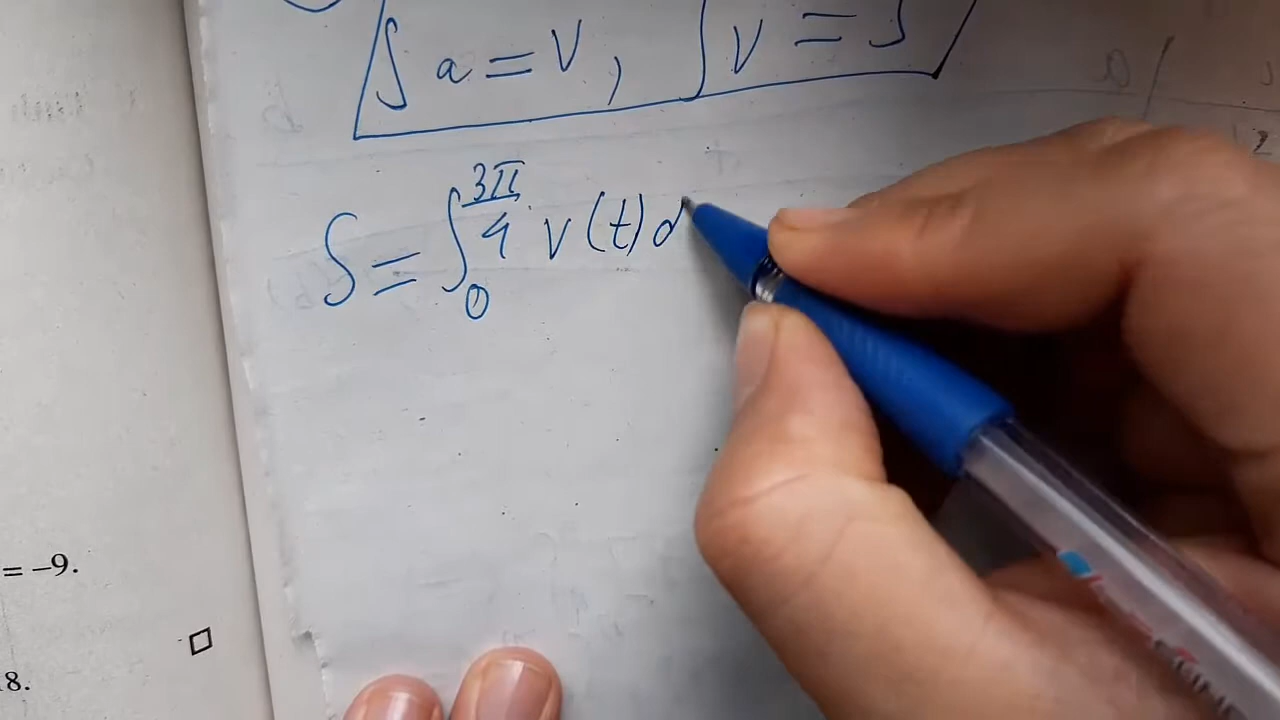 ∫ a = V, ∫ V = S
S = ∫₀^{3π/4} v(t) d
= –9.
8.